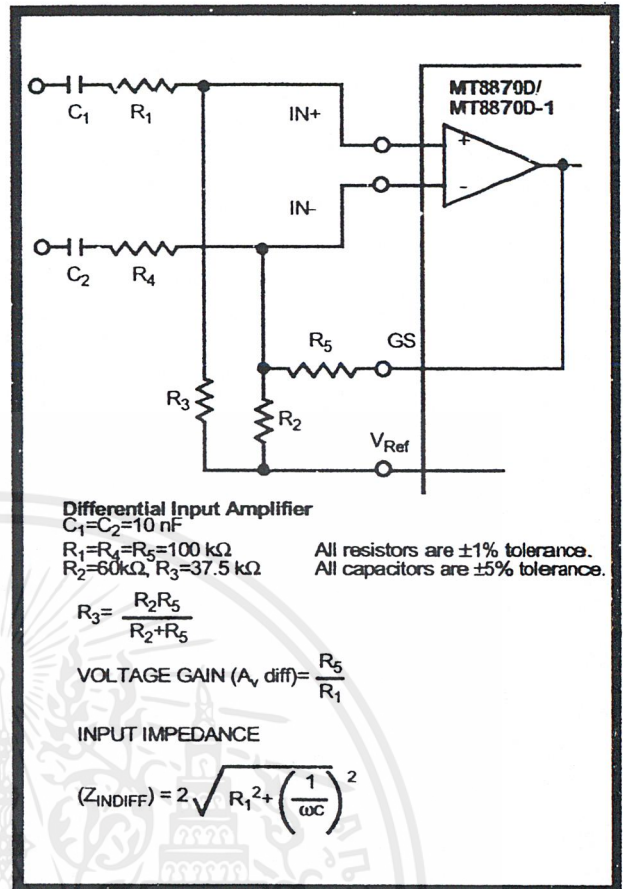 MT8870D/
MT8870D-1
C₁ R₁ IN+
+
-
IN-
C₂ R₄
R₅ GS
R₃ R₂
V_Ref
Differential Input Amplifier
C₁=C₂=10 nF
R₁=R₄=R₅=100 kΩ All resistors are ±1% tolerance.
R₂=60kΩ, R₃=37.5 kΩ All capacitors are ±5% tolerance.
R₃= R₂R₅ / R₂+R₅
VOLTAGE GAIN (Aᵥ diff)= R₅ / R₁
INPUT IMPEDANCE
(Z_INDIFF) = 2 √ R₁²+ (1 / ωc)²